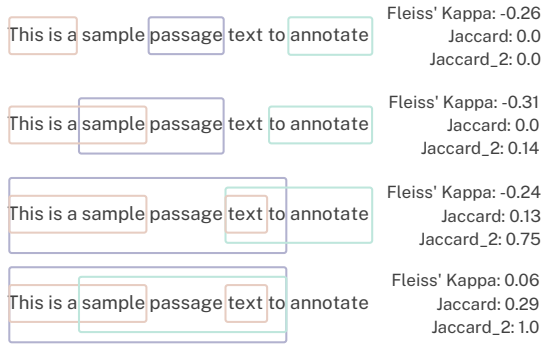 This is a sample passage text to annotate
Fleiss' Kappa: -0.26
Jaccard: 0.0
Jaccard_2: 0.0
This is a sample passage text to annotate
Fleiss' Kappa: -0.31
Jaccard: 0.0
Jaccard_2: 0.14
This is a sample passage text to annotate
Fleiss' Kappa: -0.24
Jaccard: 0.13
Jaccard_2: 0.75
This is a sample passage text to annotate
Fleiss' Kappa: 0.06
Jaccard: 0.29
Jaccard_2: 1.0